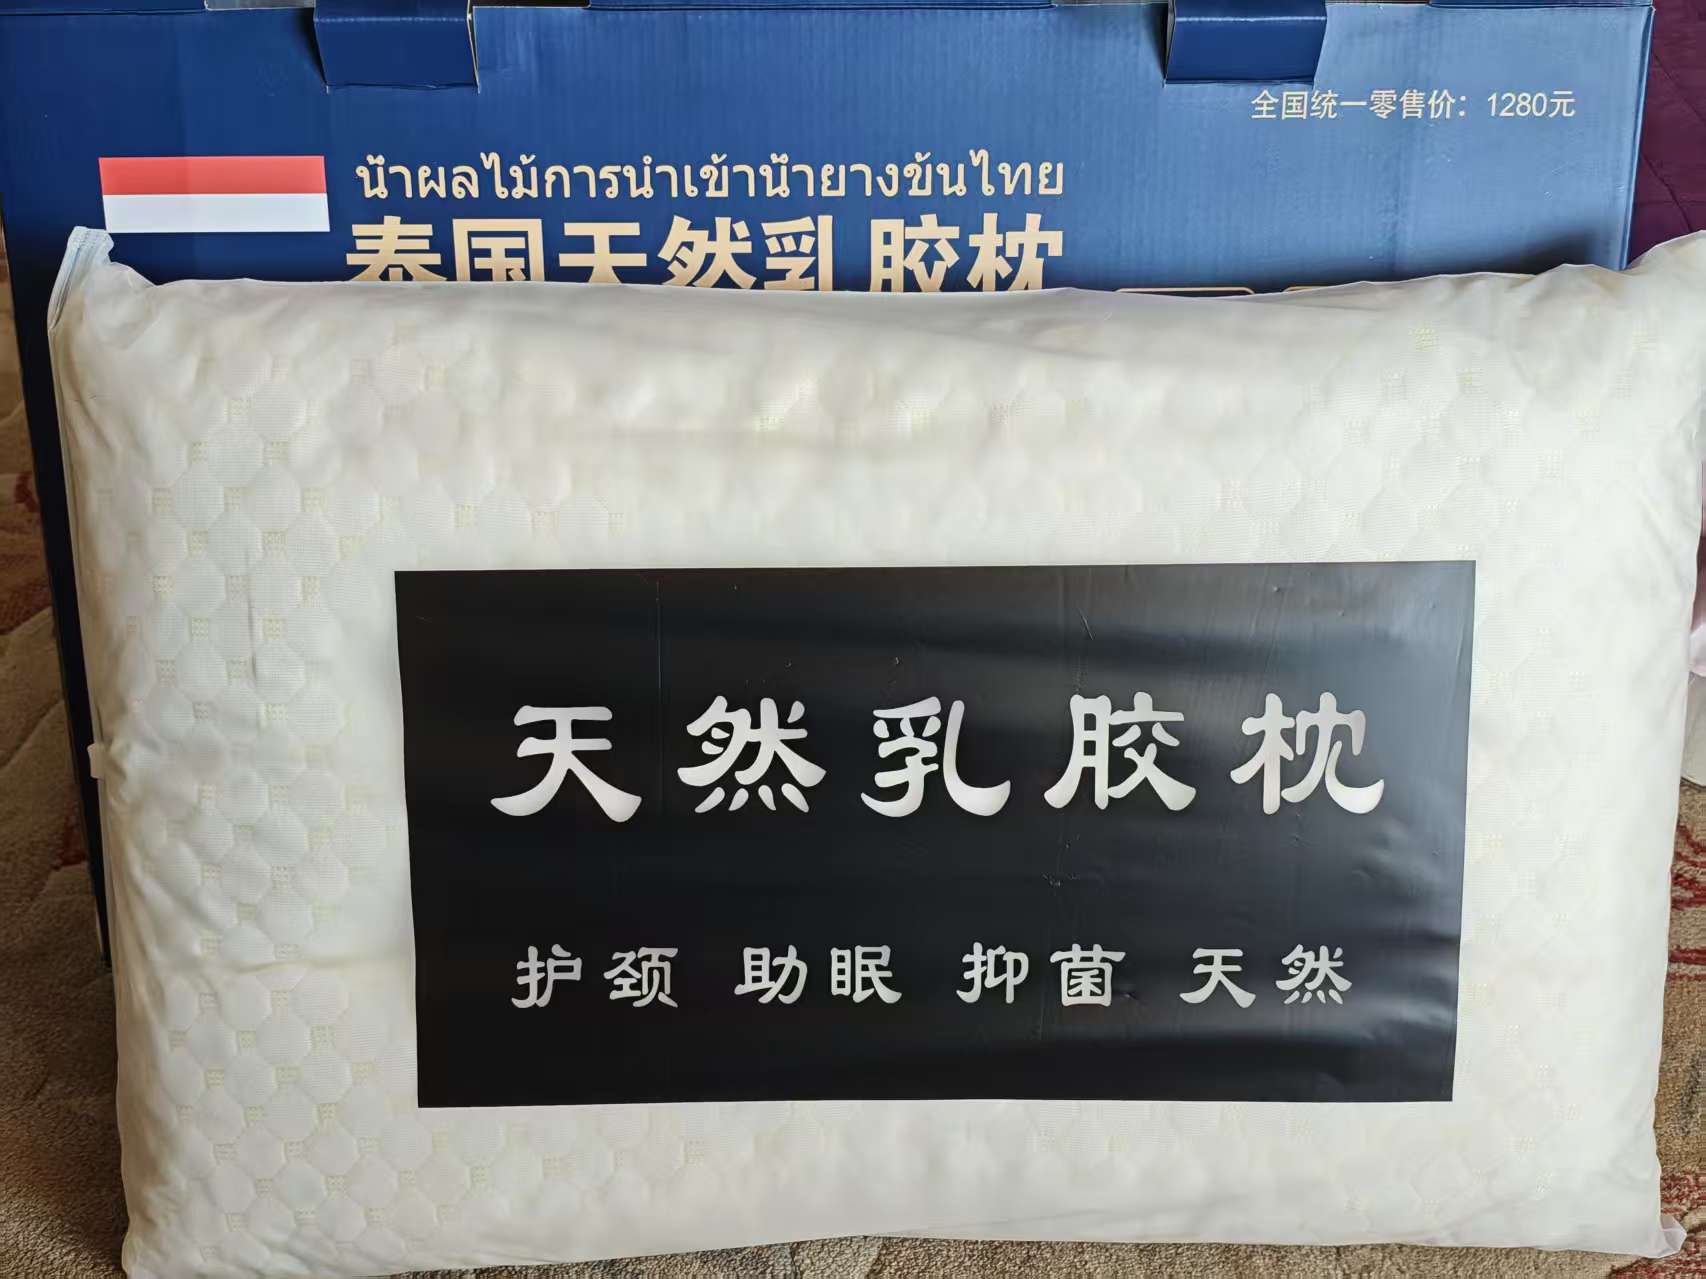 全国统一零售价：1280元
น้ำผลไม้การนำเข้าน้ำยางข้นไทย
泰国天然乳胶枕
天然乳胶枕
护颈 助眠 抑菌 天然